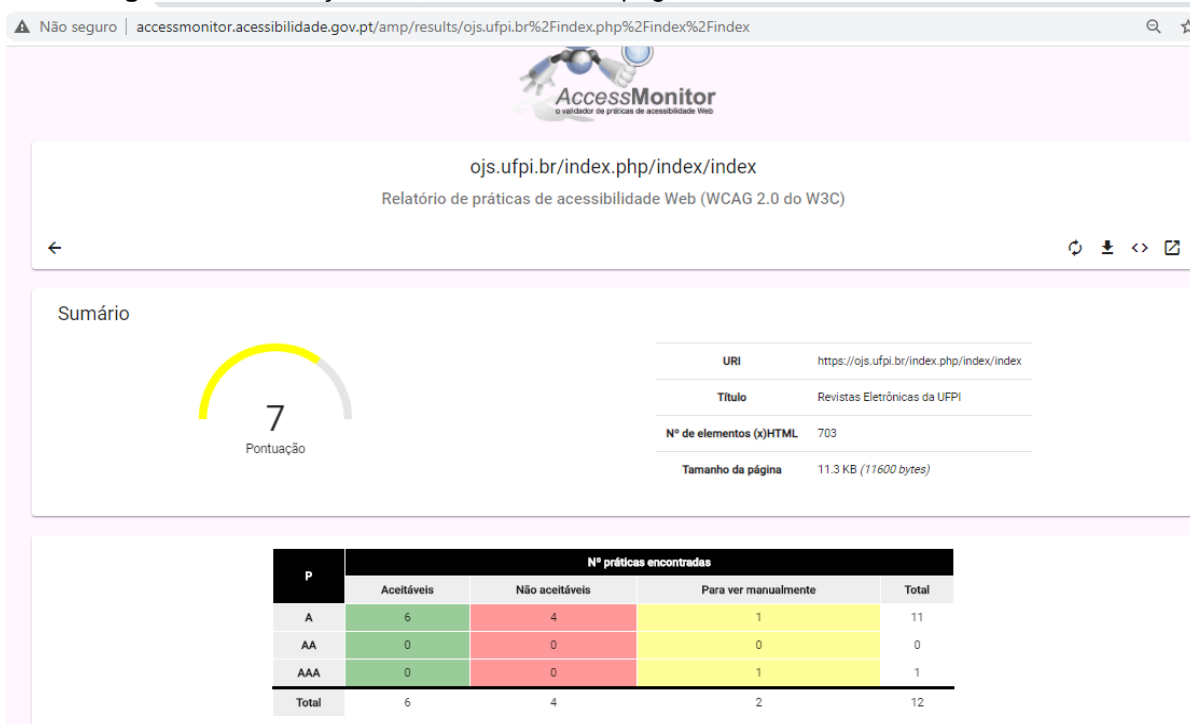 Não seguro | accessmonitor.acessibilidade.gov.pt/amp/results/ojs.ufpi.br%2Findex.php%2Findex%2Findex
AccessMonitor
o validador de práticas de acessibilidade Web
ojs.ufpi.br/index.php/index/index
Relatório de práticas de acessibilidade Web (WCAG 2.0 do W3C)
Sumário
7
Pontuação
URI https://ojs.ufpi.br/index.php/index/index
Título Revistas Eletrônicas da UFPI
Nº de elementos (x)HTML 703
Tamanho da página 11.3 KB (11600 bytes)
P Nº práticas encontradas
Aceitáveis Não aceitáveis Para ver manualmente Total
A 6 4 1 11
AA 0 0 0 0
AAA 0 0 1 1
Total 6 4 2 12